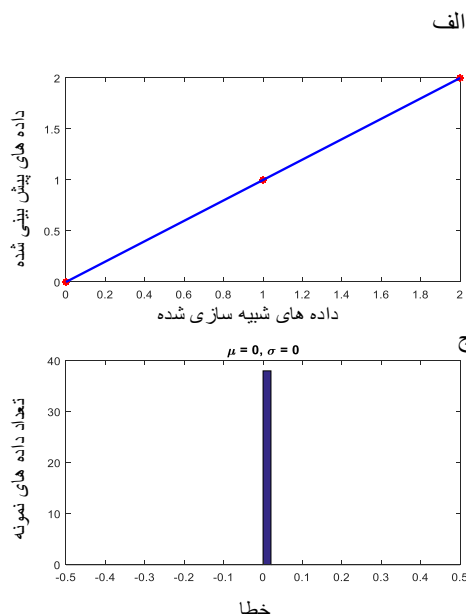 الف
داده های پیش بینی شده
2
1.5
1
0.5
0
0 0.2 0.4 0.6 0.8 1 1.2 1.4 1.6 1.8 2
داده های شبیه سازی شده
ج
μ = 0, σ = 0
تعداد داده های نمونه
40
30
20
10
0
-0.5 -0.4 -0.3 -0.2 -0.1 0 0.1 0.2 0.3 0.4 0.5
خطا